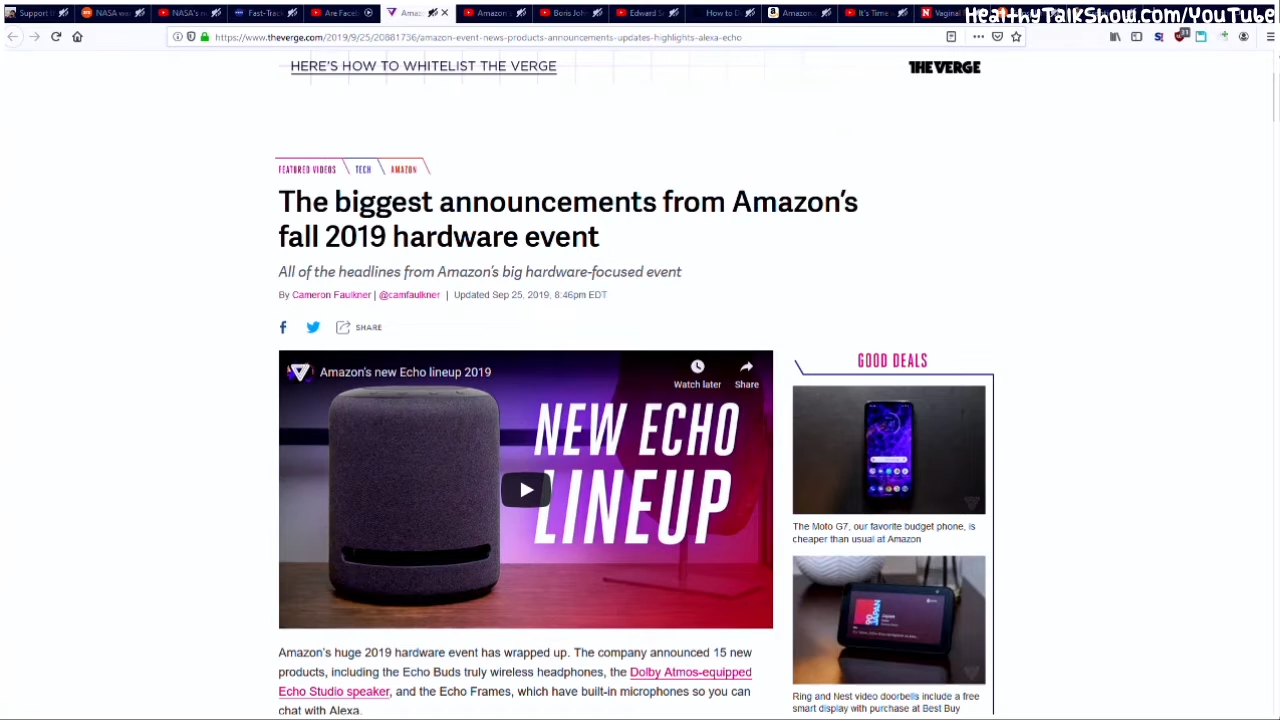 Support t
NASA wa
NASA's n
Fast-Track
Are Faceb
Amaz
Amazon's
Boris Joh
Edward S
How to D
Amazon.
It's Time
Vaginal
HealthyTalkShow.com/YouTube
https://www.theverge.com/2019/9/25/20881736/amazon-event-news-products-announcements-updates-highlights-alexa-echo
HERE'S HOW TO WHITELIST THE VERGE
THE VERGE
FEATURED VIDEOS
TECH
AMAZON
The biggest announcements from Amazon's
fall 2019 hardware event
All of the headlines from Amazon's big hardware-focused event
By Cameron Faulkner | @camfaulkner | Updated Sep 25, 2019, 8:46pm EDT
SHARE
Amazon's new Echo lineup 2019
Watch later
Share
NEW ECHO
LINEUP
Amazon's huge 2019 hardware event has wrapped up. The company announced 15 new
products, including the Echo Buds truly wireless headphones, the Dolby Atmos-equipped
Echo Studio speaker, and the Echo Frames, which have built-in microphones so you can
chat with Alexa.
GOOD DEALS
The Moto G7, our favorite budget phone, is
cheaper than usual at Amazon
Ring and Nest video doorbells include a free
smart display with purchase at Best Buy